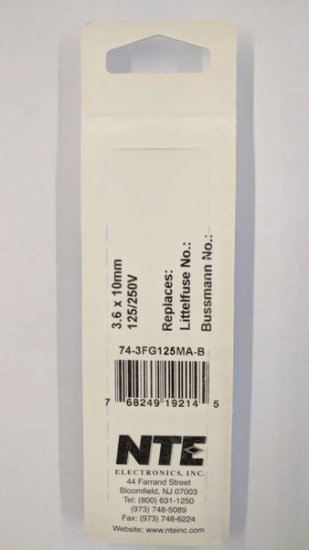 3.6 x 10mm
125/250V
Replaces:
Littelfuse No.:
Bussmann No.:
74-3FG125MA-B
7 68249 19214 5
NTE
ELECTRONICS, INC.
44 Farrand Street
Bloomfield, NJ 07003
Tel: (800) 631-1250
(973) 748-5089
Fax: (973) 748-6224
Website: www.nteinc.com